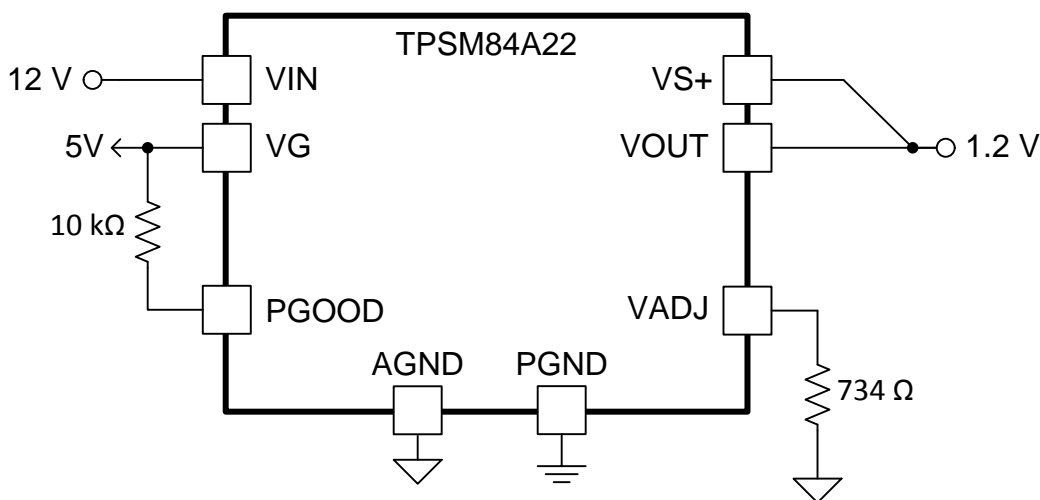 TPSM84A22
12 V
VIN
VS+
5V
VG
VOUT
1.2 V
10 kΩ
PGOOD
VADJ
AGND
PGND
734 Ω